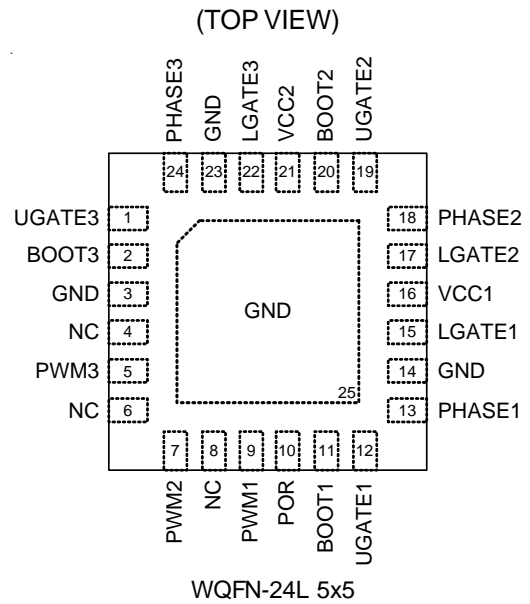 (TOP VIEW)
PHASE3
GND
LGATE3
VCC2
BOOT2
UGATE2
24 23 22 21 20 19
UGATE3 1
BOOT3 2
GND 3
NC 4
PWM3 5
NC 6
GND
25
18 PHASE2
17 LGATE2
16 VCC1
15 LGATE1
14 GND
13 PHASE1
7 8 9 10 11 12
PWM2
NC
PWM1
POR
BOOT1
UGATE1
WQFN-24L 5x5